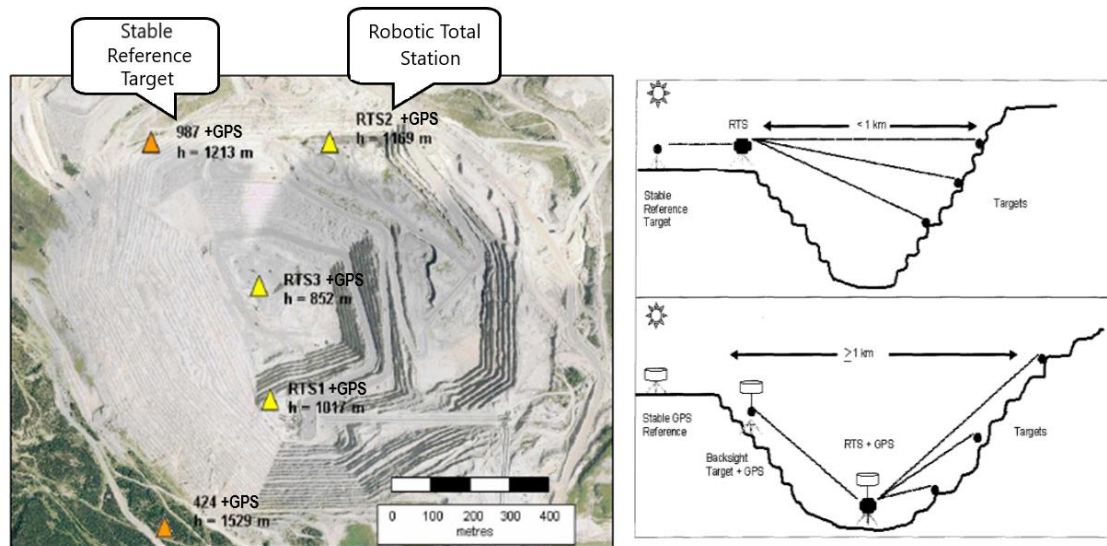 Stable
Reference
Target
Robotic Total
Station
987 +GPS
h = 1213 m
RTS2 +GPS
h = 1169 m
RTS3 +GPS
h = 852 m
RTS1 +GPS
h = 1017 m
424 +GPS
h = 1529 m
0 100 200 300 400
metres
RTS
< 1 km
Stable
Reference
Target
Targets
≥ 1 km
Stable GPS
Reference
Backsight
Target + GPS
RTS + GPS
Targets